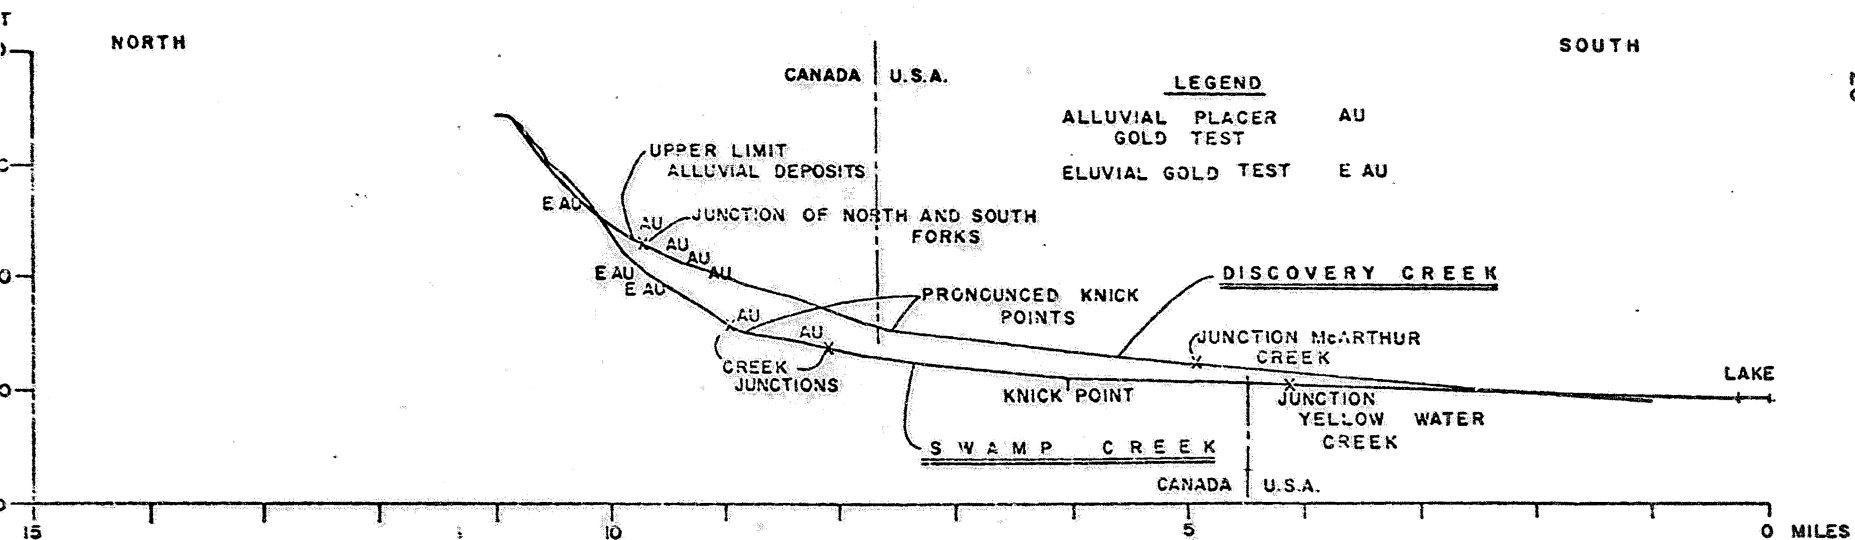 NORTH
SOUTH
CANADA U.S.A.
LEGEND
ALLUVIAL PLACER AU
GOLD TEST
ELUVIAL GOLD TEST E AU
UPPER LIMIT
ALLUVIAL DEPOSITS
E AU
AU
JUNCTION OF NORTH AND SOUTH
FORKS
AU
AU
AU
E AU
E AU
DISCOVERY CREEK
PRONOUNCED KNICK
POINTS
AU
AU
JUNCTION McARTHUR
CREEK
CREEK
JUNCTIONS
LAKE
KNICK POINT
JUNCTION
YELLOW WATER
CREEK
SWAMP CREEK
CANADA U.S.A.
15 10 5 0 MILES